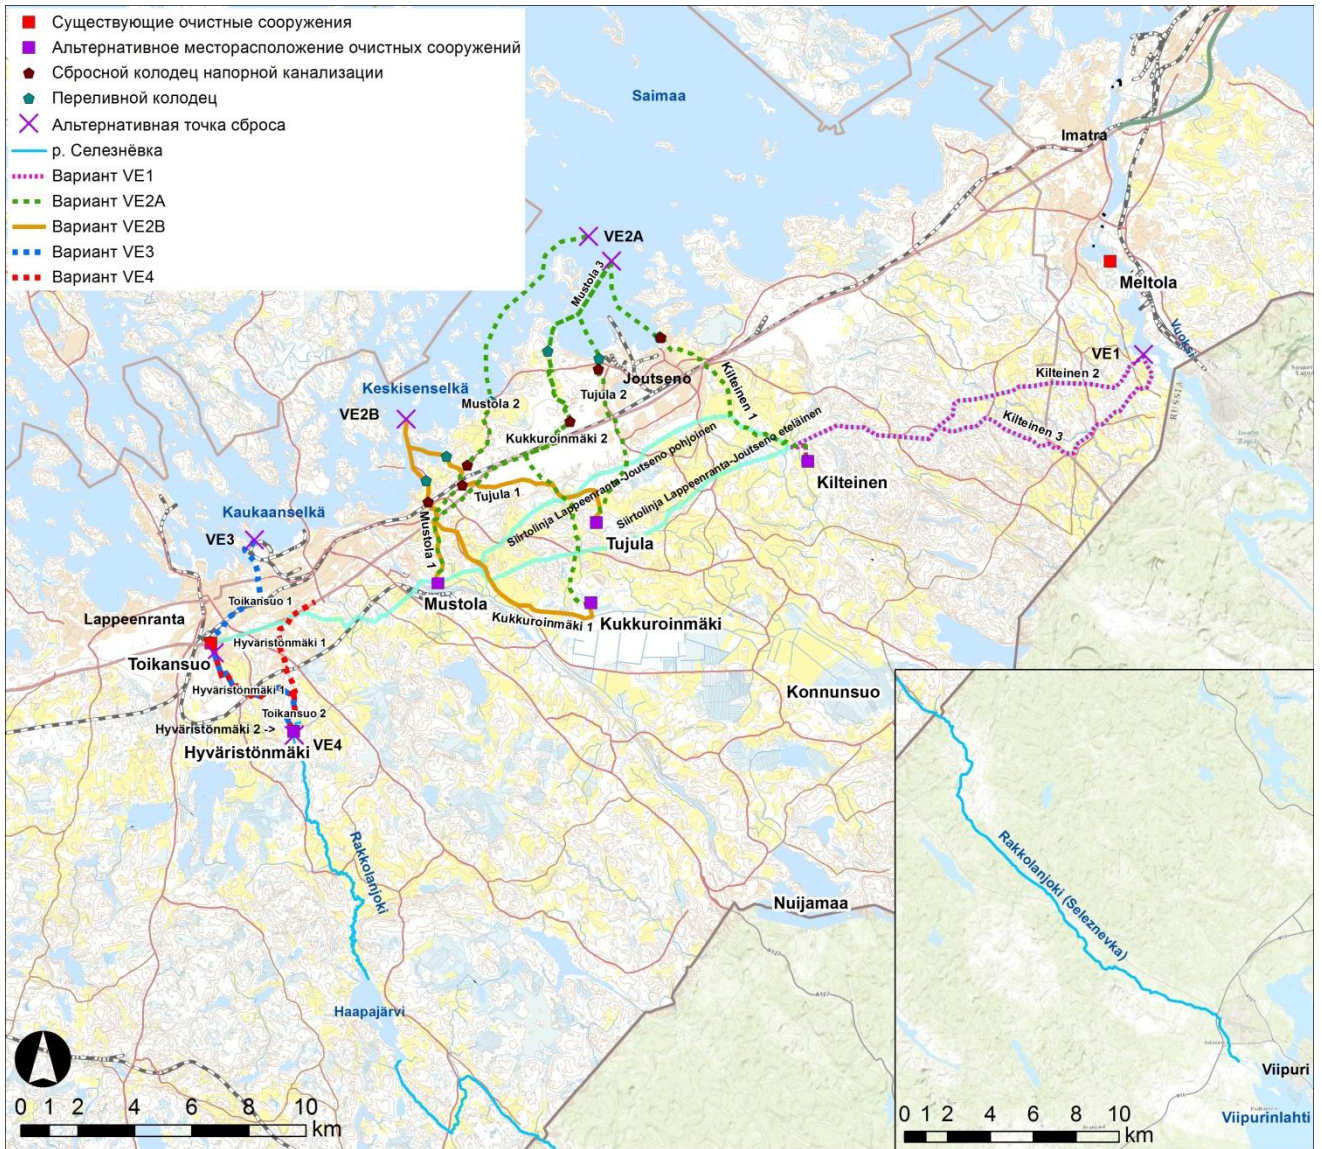 Существующие очистные сооружения
Альтернативное месторасположение очистных сооружений
Сбросной колодец напорной канализации
Переливной колодец
Альтернативная точка сброса
р. Селезнёвка
Вариант VE1
Вариант VE2A
Вариант VE2B
Вариант VE3
Вариант VE4
Saimaa
Imatra
VE2A
Mustola 3
Meltola
Vuoksi
VE1
Kilteinen 2
Joutseno
Kilteinen 1
Keskisenselkä
VE2B
Mustola 2
Tujula 2
Kukkuroinmäki 2
Kilteinen 3
RUSSIA
Siirtolinja Lappeenranta-Joutseno pohjoinen
Siirtolinja Lappeenranta-Joutseno eteläinen
Kilteinen
Tujula 1
Kaukaanselkä
VE3
Mustola 1
Tujula
Mustola
Toikansuo 1
Lappeenranta
Kukkuroinmäki 1
Kukkuroinmäki
Hyväristönmäki 1
Toikansuo
Hyväristönmäki 1
Konnunsuo
Toikansuo 2
Hyväristönmäki 2 ->
VE4
Hyväristönmäki
Rakkolanjoki
Nuijamaa
A127
A127
Haapajärvi
0 1 2 4 6 8 10
km
Rakkolanjoki (Seleznevka)
Viipuri
Viipurinlahti
0 1 2 4 6 8 10
km